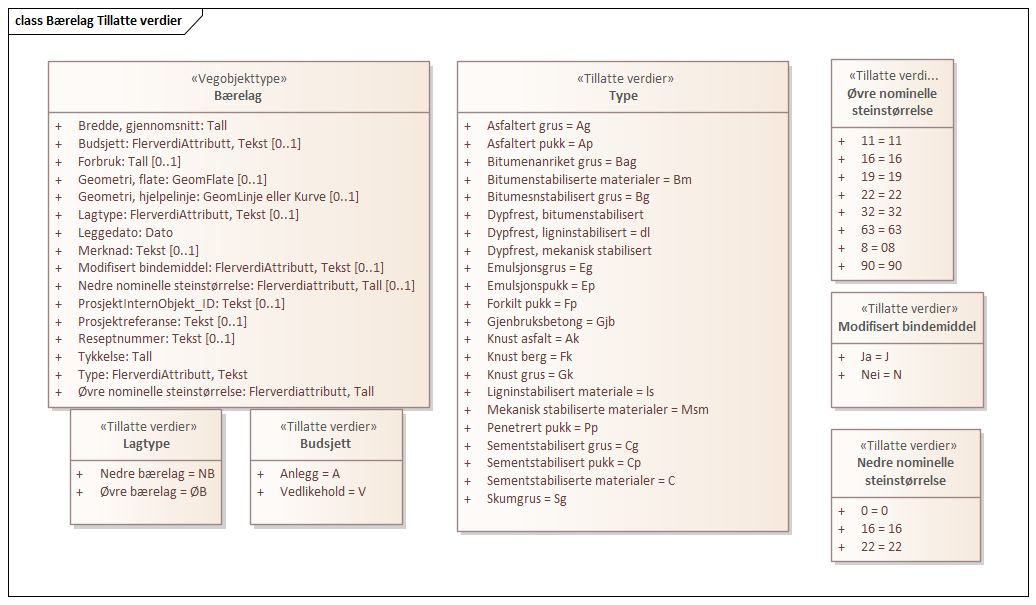 class Bærelag Tillatte verdier
«Vegobjekttype»
Bærelag
+ Bredde, gjennomsnitt: Tall
+ Budsjett: FlerverdiAttributt, Tekst [0..1]
+ Forbruk: Tall [0..1]
+ Geometri, flate: GeomFlate [0..1]
+ Geometri, hjelpelinje: GeomLinje eller Kurve [0..1]
+ Lagtype: FlerverdiAttributt, Tekst [0..1]
+ Leggedato: Dato
+ Merknad: Tekst [0..1]
+ Modifisert bindemiddel: FlerverdiAttributt, Tekst [0..1]
+ Nedre nominelle steinstørrelse: Flerverdiattributt, Tall [0..1]
+ ProsjektInternObjekt_ID: Tekst [0..1]
+ Prosjektreferanse: Tekst [0..1]
+ Reseptnummer: Tekst [0..1]
+ Tykkelse: Tall
+ Type: FlerverdiAttributt, Tekst
+ Øvre nominelle steinstørrelse: Flerverdiattributt, Tall
«Tillatte verdier»
Lagtype
+ Nedre bærelag = NB
+ Øvre bærelag = ØB
«Tillatte verdier»
Budsjett
+ Anlegg = A
+ Vedlikehold = V
«Tillatte verdier»
Type
+ Asfaltert grus = Ag
+ Asfaltert pukk = Ap
+ Bitumenanriket grus = Bag
+ Bitumenstabiliserte materialer = Bm
+ Bitumesnstabilisert grus = Bg
+ Dypfrest, bitumenstabilisert
+ Dypfrest, ligninstabilisert = dl
+ Dypfrest, mekanisk stabilisert
+ Emulsjonsgrus = Eg
+ Emulsjonspukk = Ep
+ Forkilt pukk = Fp
+ Gjenbruksbetong = Gjb
+ Knust asfalt = Ak
+ Knust berg = Fk
+ Knust grus = Gk
+ Ligninstabilisert materiale = ls
+ Mekanisk stabiliserte materialer = Msm
+ Penetrert pukk = Pp
+ Sementstabilisert grus = Cg
+ Sementstabilisert pukk = Cp
+ Sementstabiliserte materialer = C
+ Skumgrus = Sg
«Tillatte verdi...
Øvre nominelle
steinstørrelse
+ 11 = 11
+ 16 = 16
+ 19 = 19
+ 22 = 22
+ 32 = 32
+ 63 = 63
+ 8 = 08
+ 90 = 90
«Tillatte verdier»
Modifisert bindemiddel
+ Ja = J
+ Nei = N
«Tillatte verdier»
Nedre nominelle
steinstørrelse
+ 0 = 0
+ 16 = 16
+ 22 = 22